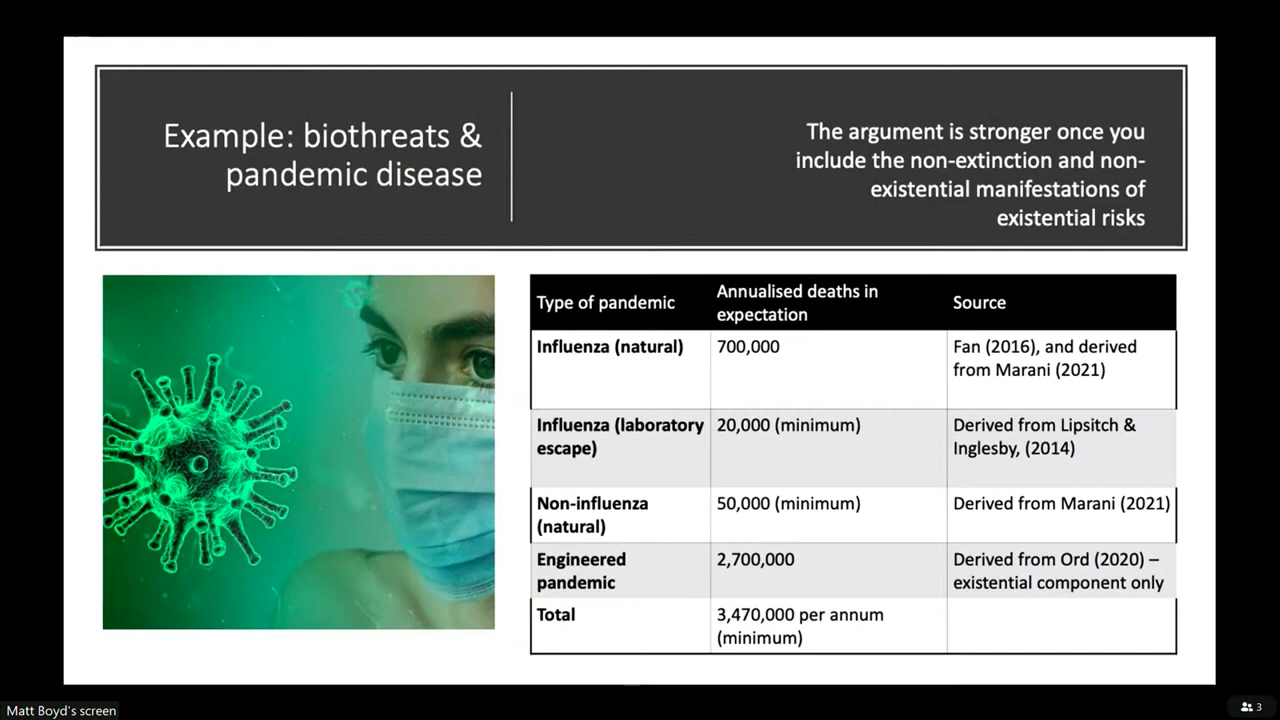 Example: biothreats &
pandemic disease
The argument is stronger once you
include the non-extinction and non-
existential manifestations of
existential risks
Type of pandemic
Annualised deaths in
expectation
Source
Influenza (natural)
700,000
Fan (2016), and derived
from Marani (2021)
Influenza (laboratory
escape)
20,000 (minimum)
Derived from Lipsitch &
Inglesby, (2014)
Non-influenza
(natural)
50,000 (minimum)
Derived from Marani (2021)
Engineered
pandemic
2,700,000
Derived from Ord (2020) –
existential component only
Total
3,470,000 per annum
(minimum)
Matt Boyd's screen
3